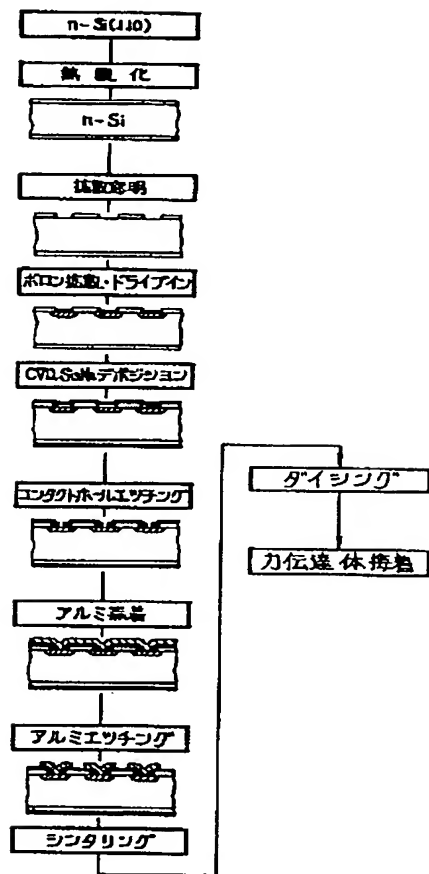 n-Si(110)
熱酸化
n-Si
拡散窓明
ボロン拡散・ドライブイン
CVD.Si₃N₄デポジション
コンタクトホールエッチング
アルミ蒸着
アルミエッチング
シンタリング
ダイシング
力伝達体接着